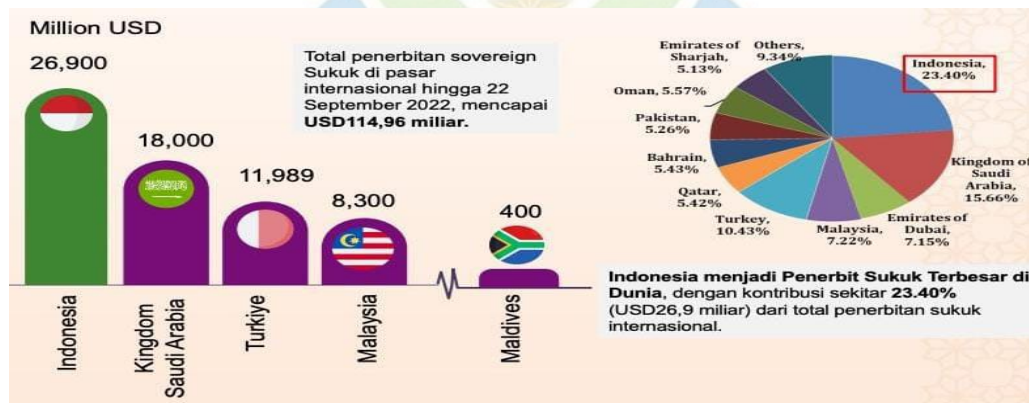 Million USD
26,900
18,000
11,989
8,300
400
Indonesia
Kingdom
Saudi Arabia
Turkiye
Malaysia
Maldives
Total penerbitan sovereign
Sukuk di pasar
internasional hingga 22
September 2022, mencapai
USD114,96 miliar.
Indonesia,
23.40%
Kingdom of
Saudi
Arabia,
15.66%
Emirates of
Dubai,
7.15%
Malaysia,
7.22%
Turkey,
10.43%
Qatar,
5.42%
Bahrain,
5.43%
Pakistan,
5.26%
Oman, 5.57%
Emirates of
Sharjah,
5.13%
Others,
9.34%
Indonesia menjadi Penerbit Sukuk Terbesar di
Dunia, dengan kontribusi sekitar 23.40%
(USD26,9 miliar) dari total penerbitan sukuk
internasional.